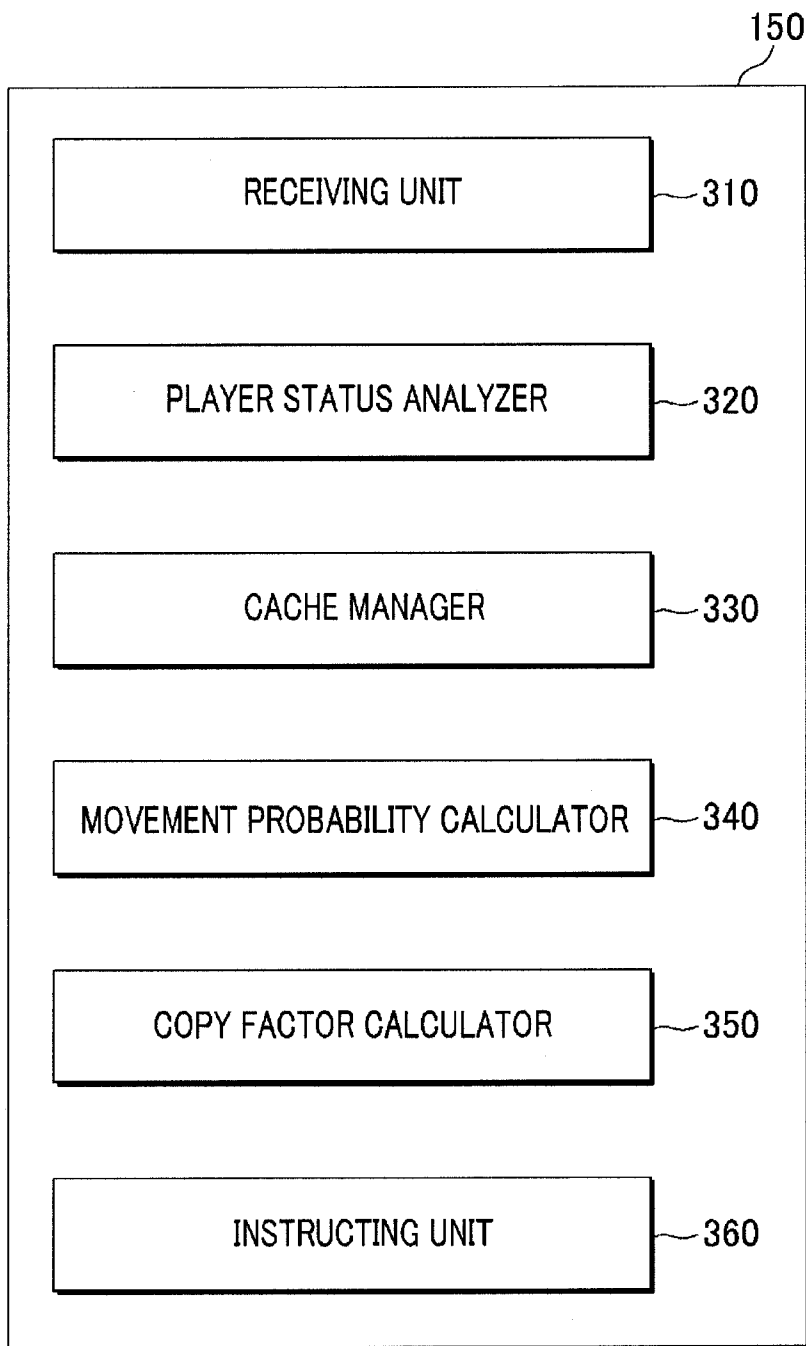 150
RECEIVING UNIT 310
PLAYER STATUS ANALYZER 320
CACHE MANAGER 330
MOVEMENT PROBABILITY CALCULATOR 340
COPY FACTOR CALCULATOR 350
INSTRUCTING UNIT 360